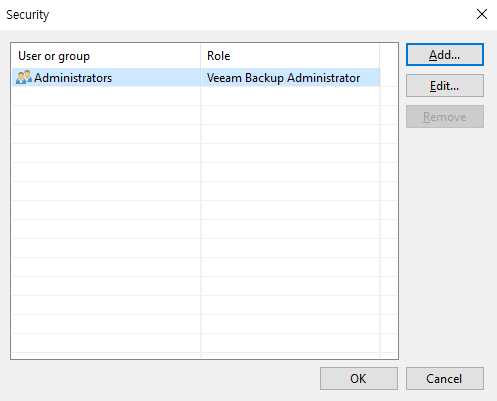 Security
User or group Role
Administrators Veeam Backup Administrator
Add...
Edit...
Remove
OK Cancel